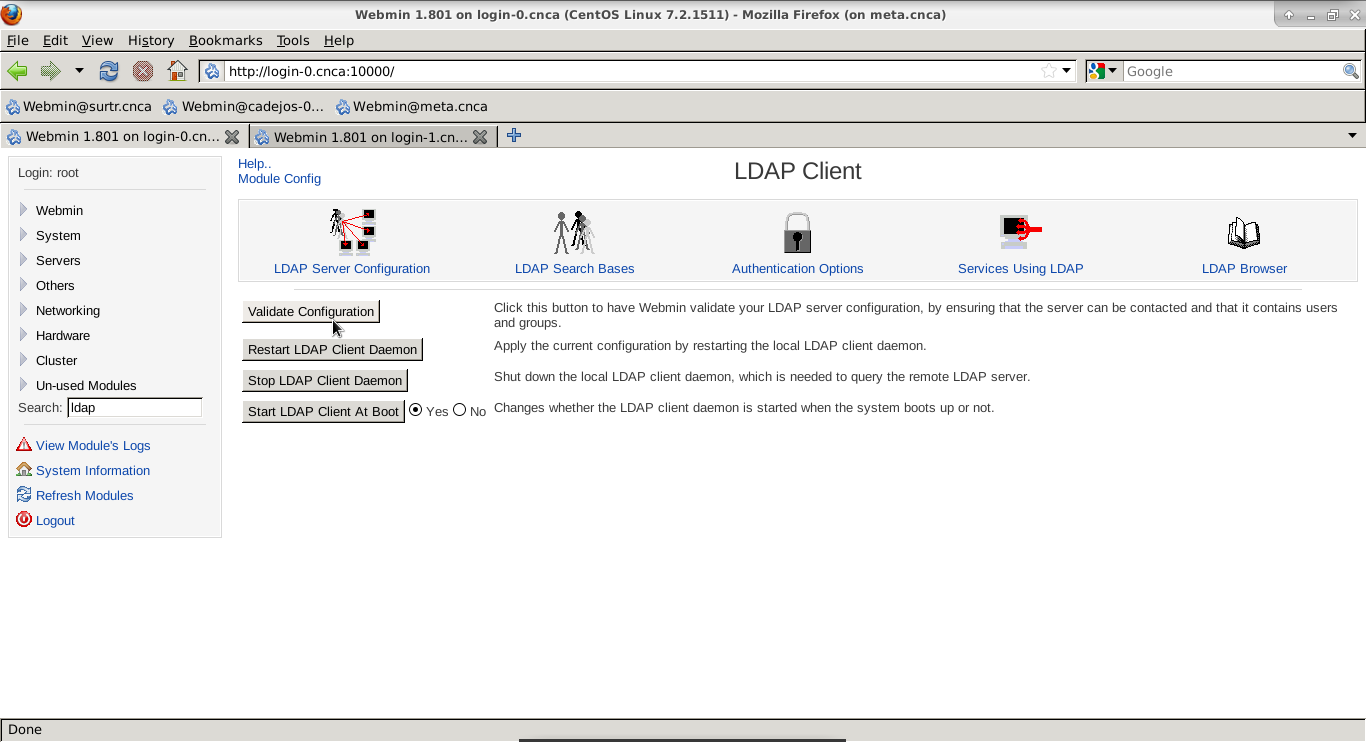 Webmin 1.801 on login-0.cnca (CentOS Linux 7.2.1511) - Mozilla Firefox (on meta.cnca)
File Edit View History Bookmarks Tools Help
http://login-0.cnca:10000/
Google
Webmin@surtr.cnca Webmin@cadejos-0... Webmin@meta.cnca
Webmin 1.801 on login-0.cn... Webmin 1.801 on login-1.cn...
Login: root
Webmin
System
Servers
Others
Networking
Hardware
Cluster
Un-used Modules
Search: ldap
View Module's Logs
System Information
Refresh Modules
Logout
Help..
Module Config
LDAP Client
LDAP Server Configuration
LDAP Search Bases
Authentication Options
Services Using LDAP
LDAP Browser
Validate Configuration
Click this button to have Webmin validate your LDAP server configuration, by ensuring that the server can be contacted and that it contains users
and groups.
Restart LDAP Client Daemon
Apply the current configuration by restarting the local LDAP client daemon.
Stop LDAP Client Daemon
Shut down the local LDAP client daemon, which is needed to query the remote LDAP server.
Start LDAP Client At Boot Yes No
Changes whether the LDAP client daemon is started when the system boots up or not.
Done